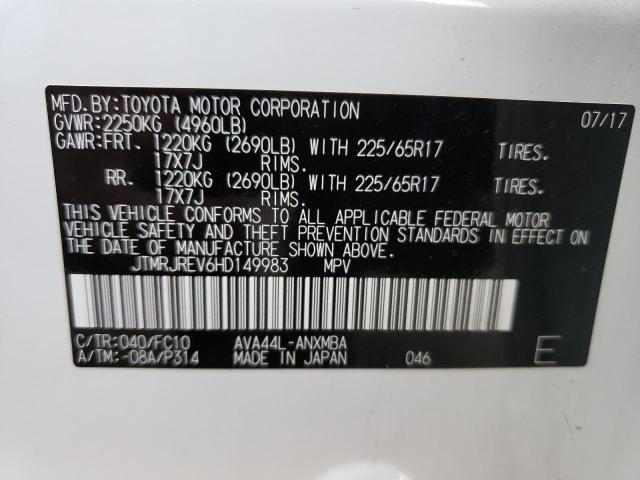 MFD.BY:TOYOTA MOTOR CORPORATION 07/17
GVWR:2250KG (4960LB)
GAWR:FRT. 1220KG (2690LB) WITH 225/65R17 TIRES.
17X7J RIMS.
RR. 1220KG (2690LB) WITH 225/65R17 TIRES.
17X7J RIMS.
THIS VEHICLE CONFORMS TO ALL APPLICABLE FEDERAL MOTOR
VEHICLE SAFETY AND THEFT PREVENTION STANDARDS IN EFFECT ON
THE DATE OF MANUFACTURE SHOWN ABOVE.
JTMRJREV6HD149983 MPV
C/TR:040/FC10 AVA44L-ANXMBA
A/TM:-08A/P314 MADE IN JAPAN 046 E